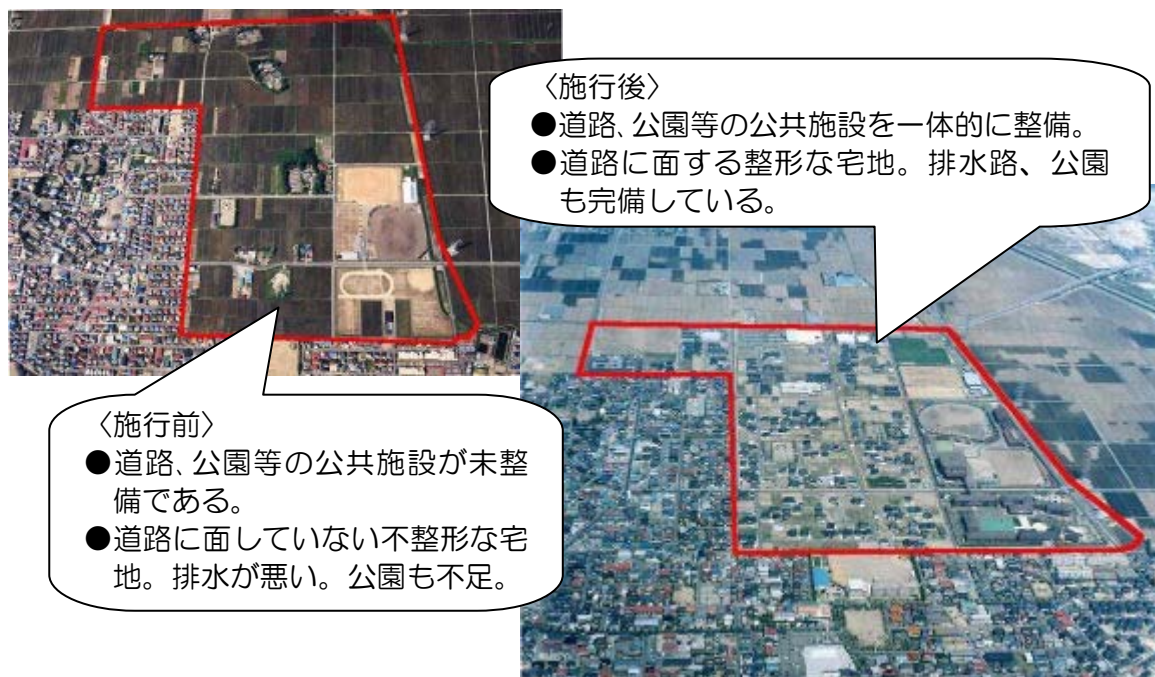 〈施行後〉
●道路、公園等の公共施設を一体的に整備。
●道路に面する整形な宅地。排水路、公園
も完備している。
〈施行前〉
●道路、公園等の公共施設が未整
備である。
●道路に面していない不整形な宅
地。排水が悪い。公園も不足。